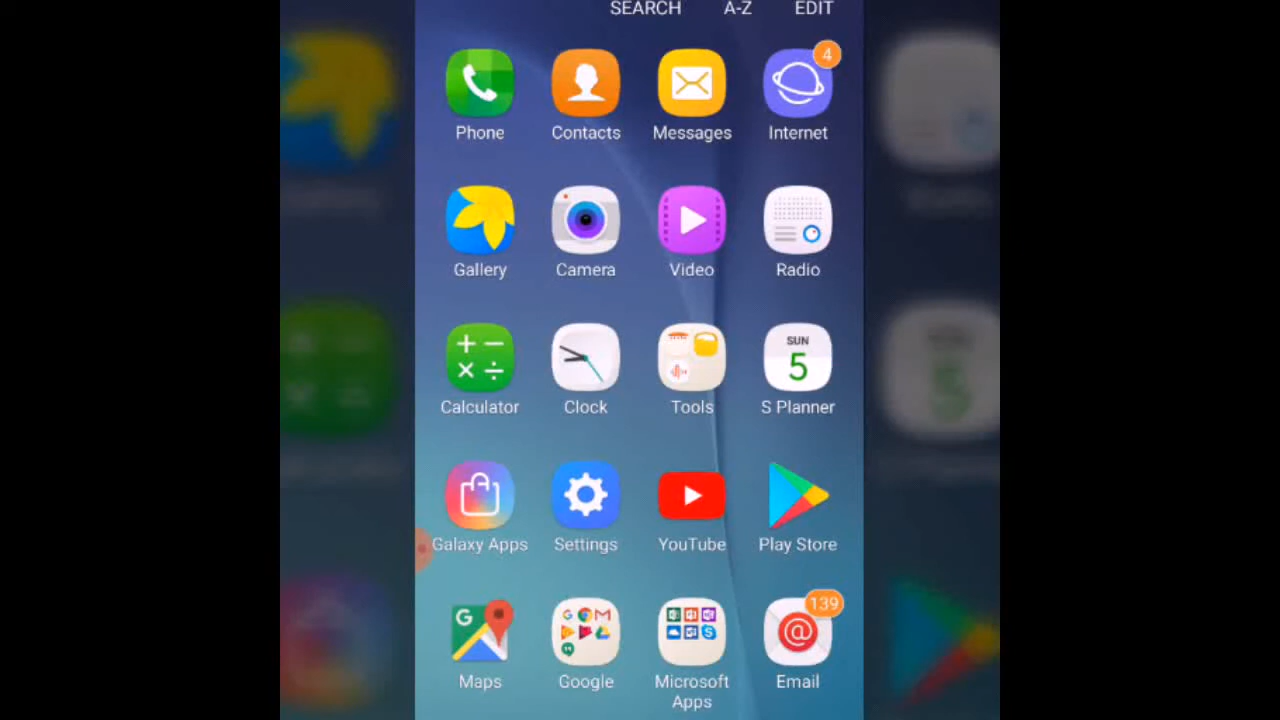 SEARCH A-Z EDIT
4
Phone Contacts Messages Internet
Gallery Camera Video Radio
SUN
5
Calculator Clock Tools S Planner
Galaxy Apps Settings YouTube Play Store
139
Maps Google Microsoft Apps Email